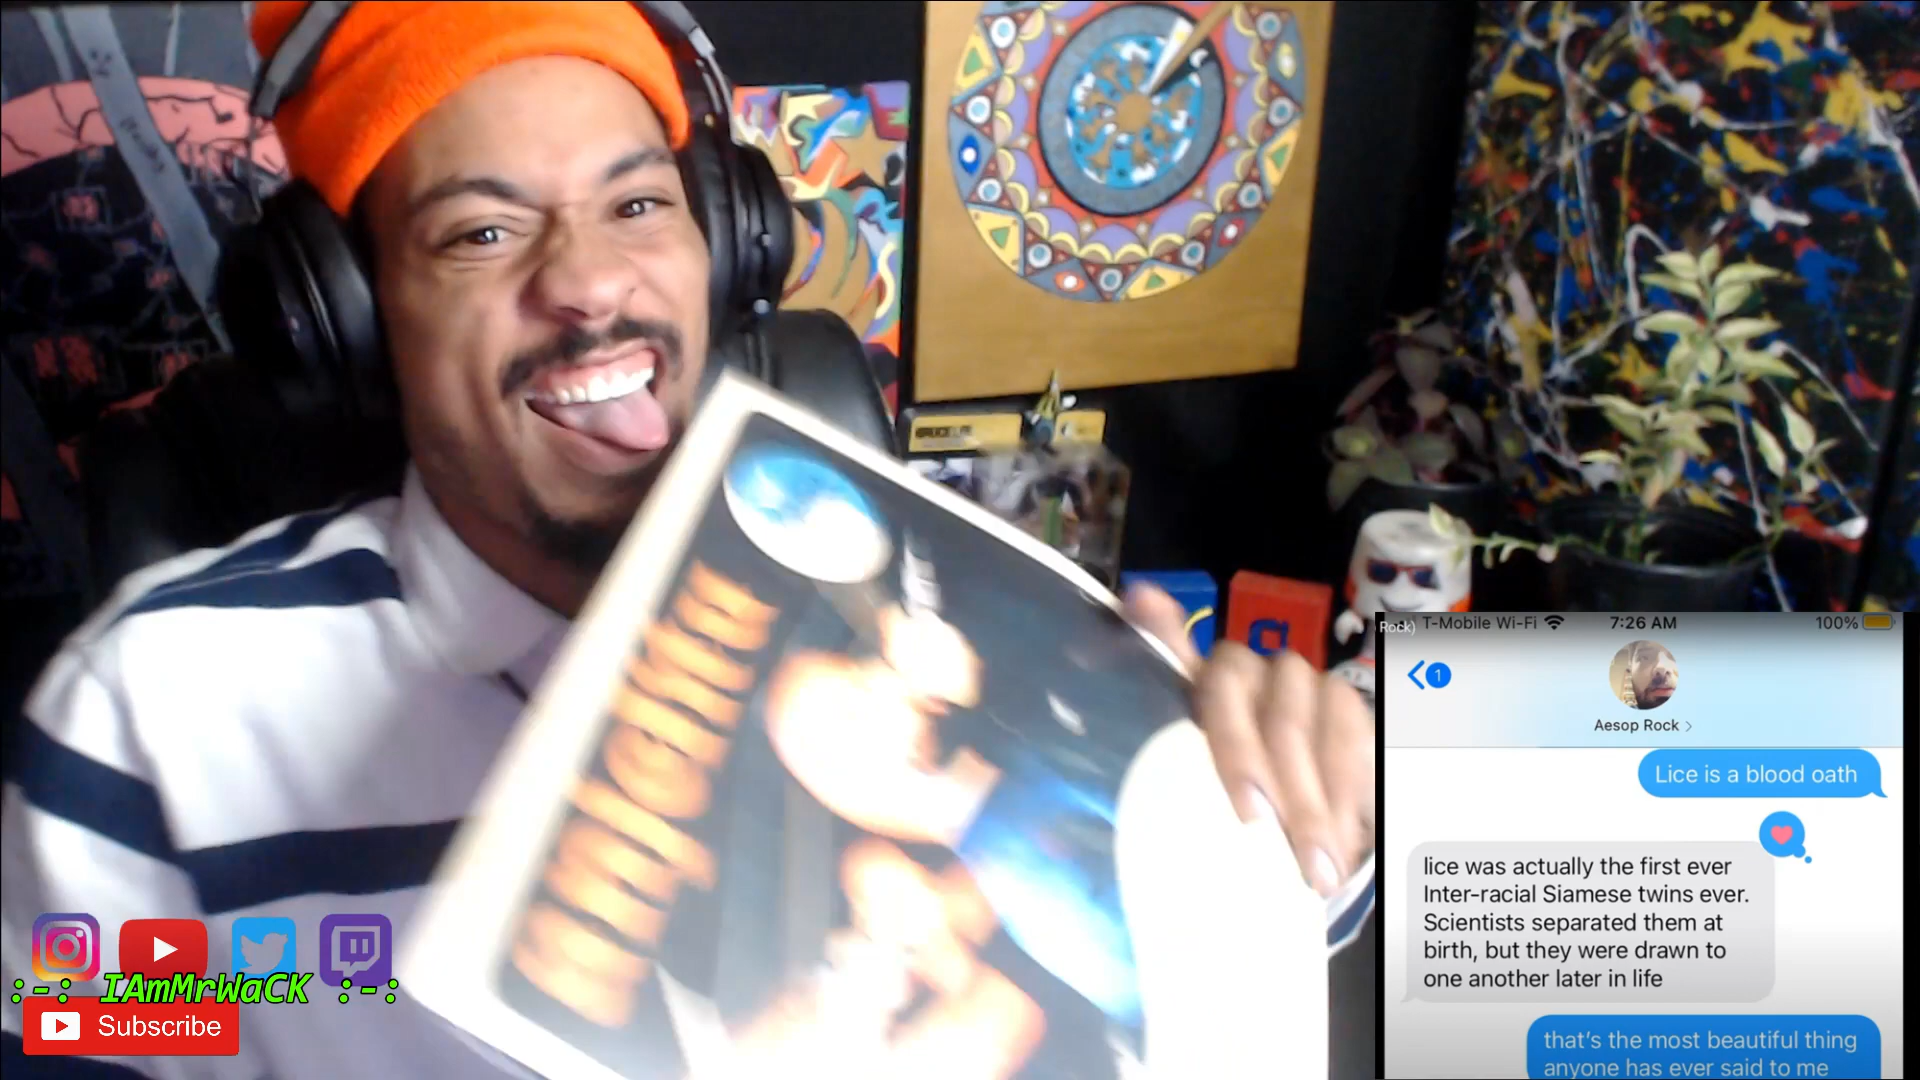 Rock)
T-Mobile Wi-Fi
7:26 AM
100%
1
Aesop Rock >
Lice is a blood oath
lice was actually the first ever
Inter-racial Siamese twins ever.
Scientists separated them at
birth, but they were drawn to
one another later in life
that's the most beautiful thing
anyone has ever said to me
:-: IAmMrWaCK :-:
Subscribe